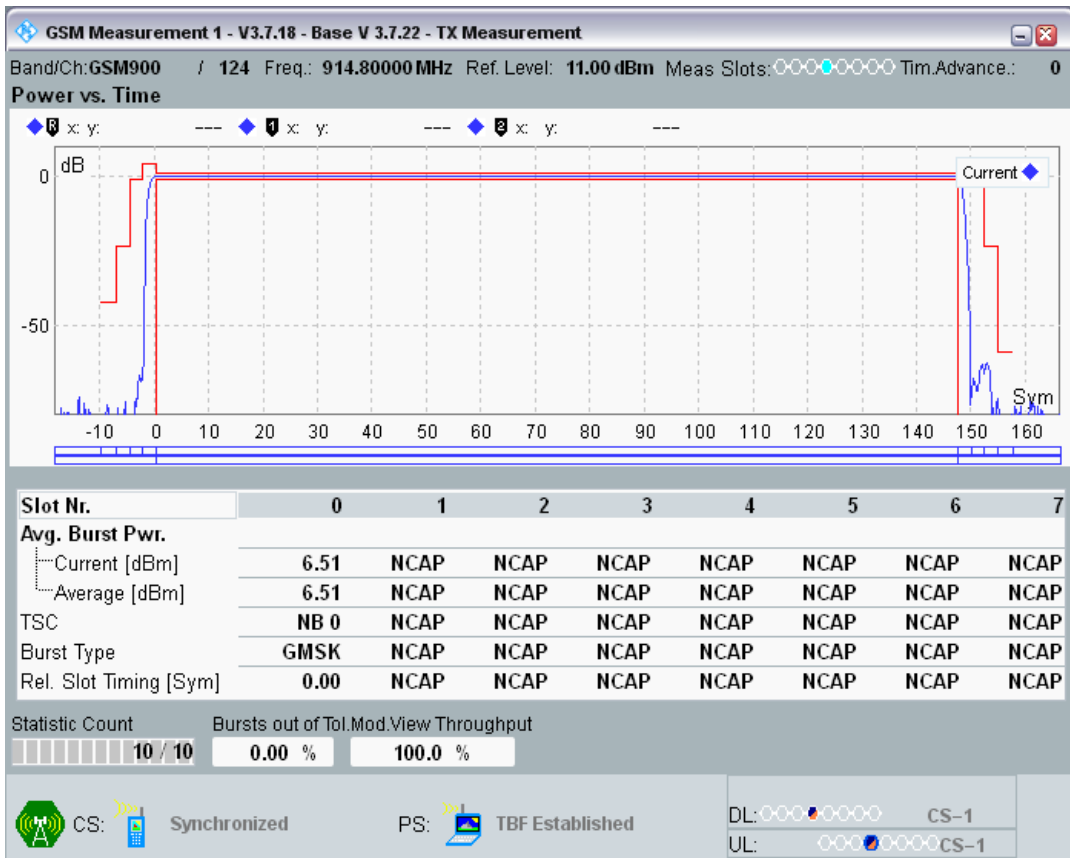 GSM Measurement 1 - V3.7.18 - Base V 3.7.22 - TX Measurement
Band/Ch:GSM900 / 124 Freq.: 914.80000 MHz Ref. Level: 11.00 dBm Meas Slots: Tim.Advance.: 0
Power vs. Time
R x: y: --- 1 x: y: --- 2 x: y: ---
dB
Current
0
-50
Sym
-10 0 10 20 30 40 50 60 70 80 90 100 110 120 130 140 150 160
Slot Nr. 0 1 2 3 4 5 6 7
Avg. Burst Pwr.
Current [dBm] 6.51 NCAP NCAP NCAP NCAP NCAP NCAP NCAP
Average [dBm] 6.51 NCAP NCAP NCAP NCAP NCAP NCAP NCAP
TSC NB 0 NCAP NCAP NCAP NCAP NCAP NCAP NCAP
Burst Type GMSK NCAP NCAP NCAP NCAP NCAP NCAP NCAP
Rel. Slot Timing [Sym] 0.00 NCAP NCAP NCAP NCAP NCAP NCAP NCAP
Statistic Count Bursts out of Tol.Mod.View Throughput
10 / 10 0.00 % 100.0 %
CS: Synchronized PS: TBF Established
DL: CS-1
UL: CS-1